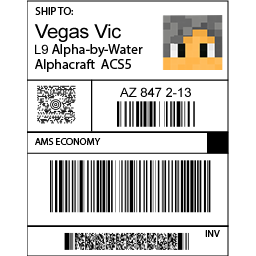 SHIP TO:
Vegas Vic
L9 Alpha-by-Water
Alphacraft ACS5
AZ 847 2-13
AMS ECONOMY
INV